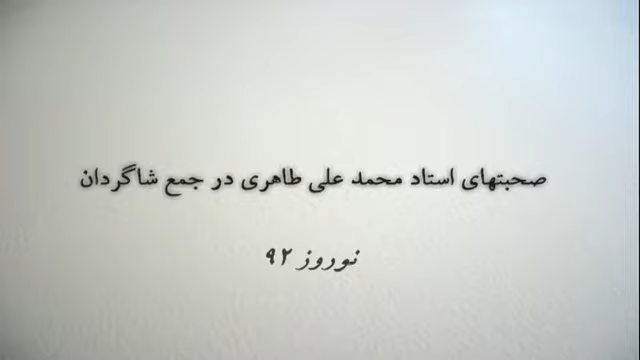 صحبتهای استاد محمد علی طاهری در جمع شاگردان
نوروز ۹۲